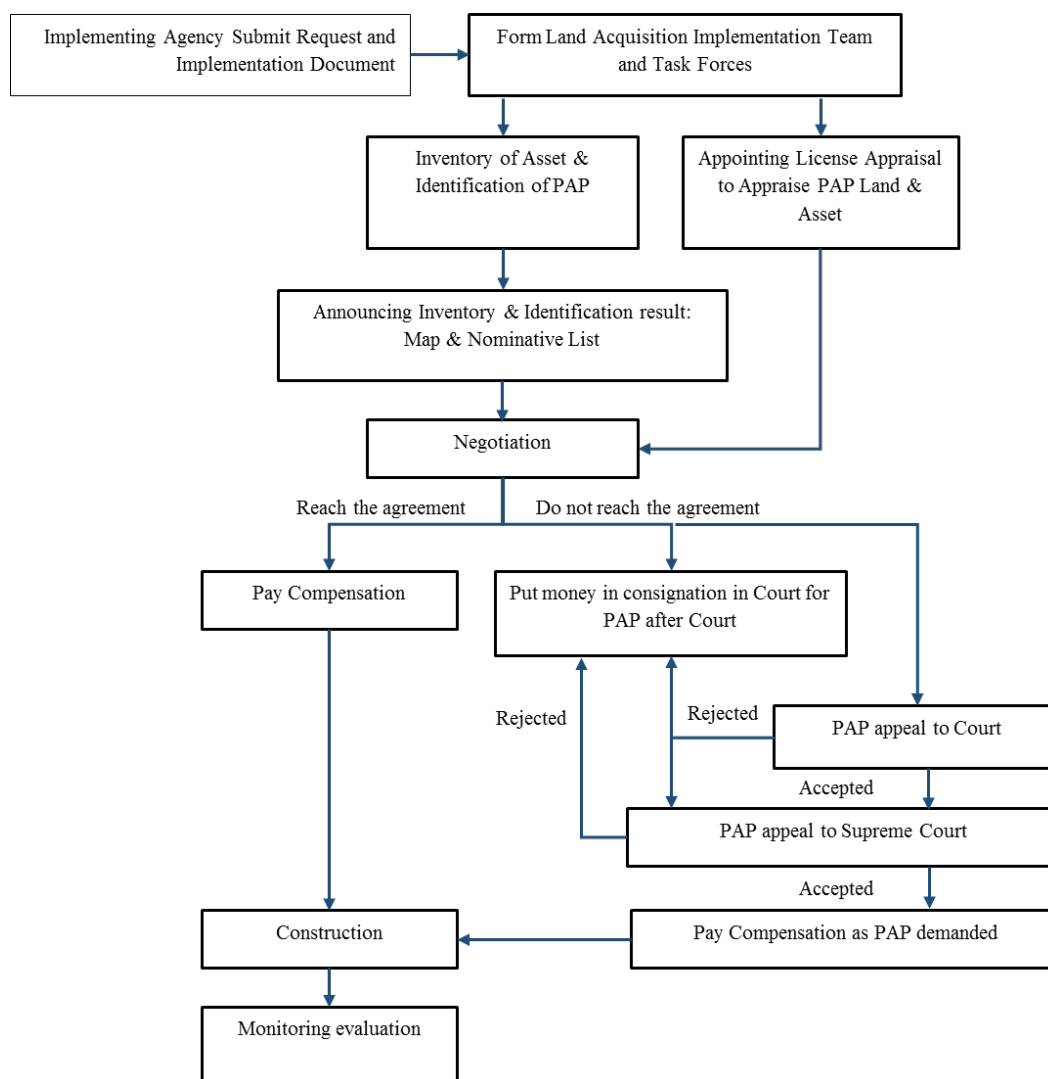 Implementing Agency Submit Request and
Implementation Document
Form Land Acquisition Implementation Team
and Task Forces
Inventory of Asset &
Identification of PAP
Appointing License Appraisal
to Appraise PAP Land &
Asset
Announcing Inventory & Identification result:
Map & Nominative List
Negotiation
Reach the agreement
Do not reach the agreement
Pay Compensation
Put money in consignation in Court for
PAP after Court
Rejected
Rejected
PAP appeal to Court
Accepted
PAP appeal to Supreme Court
Accepted
Construction
Pay Compensation as PAP demanded
Monitoring evaluation